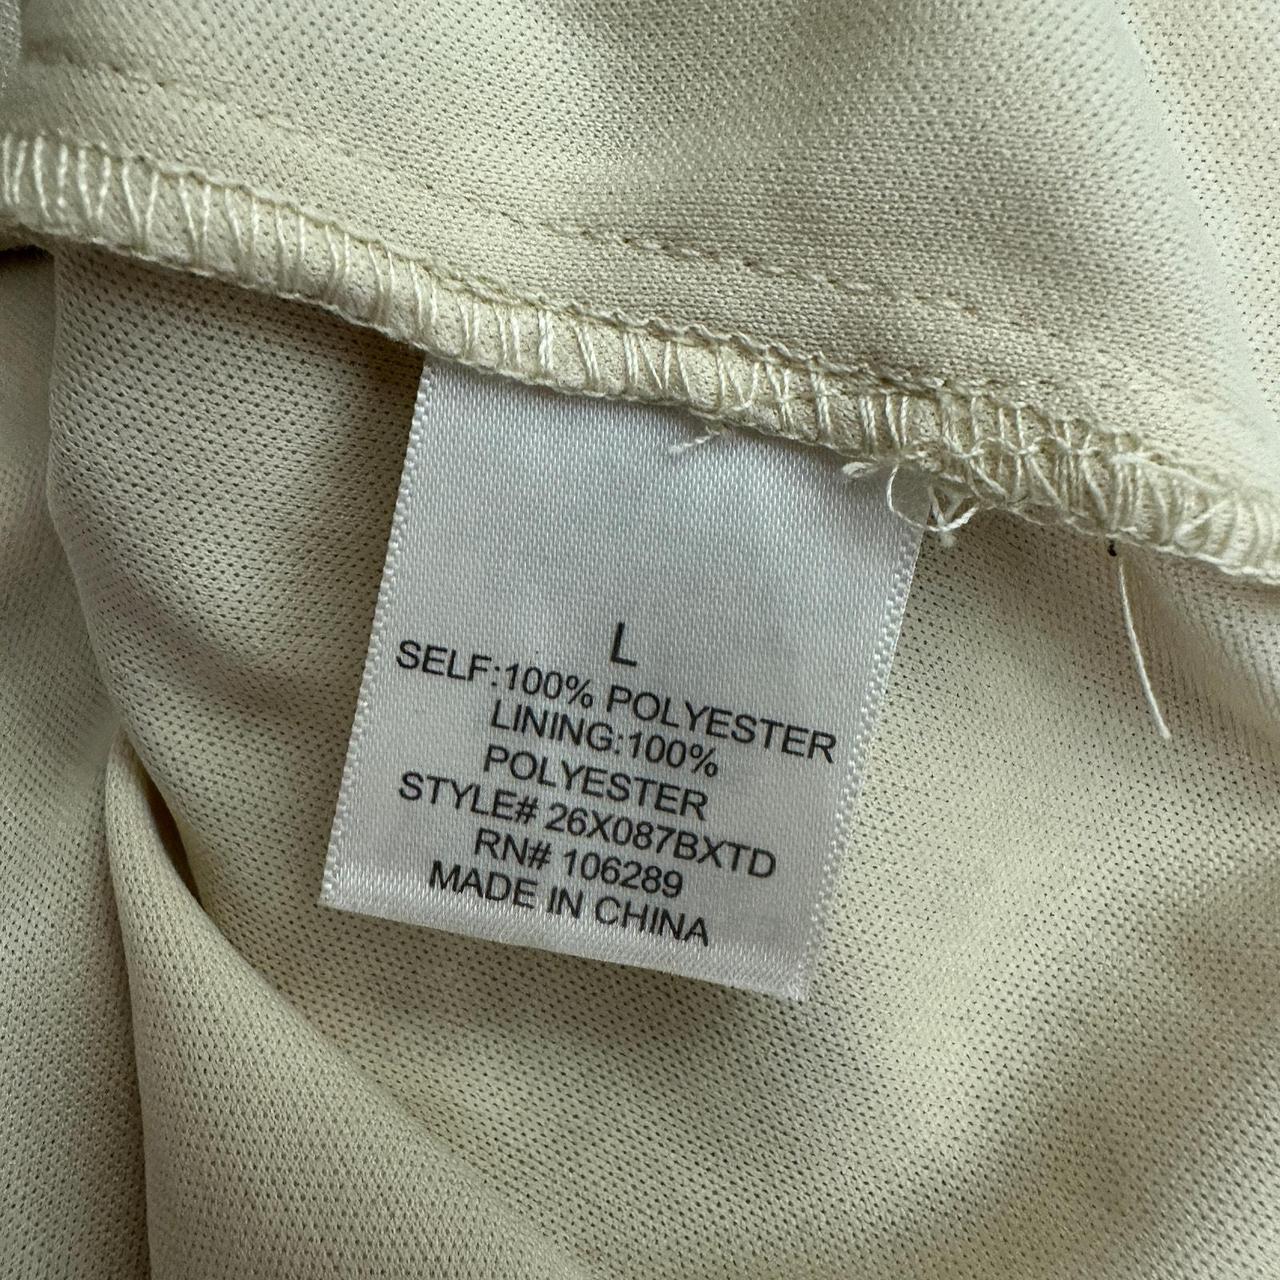 L
SELF:100% POLYESTER
LINING:100%
POLYESTER
STYLE# 26X087BXTD
RN# 106289
MADE IN CHINA